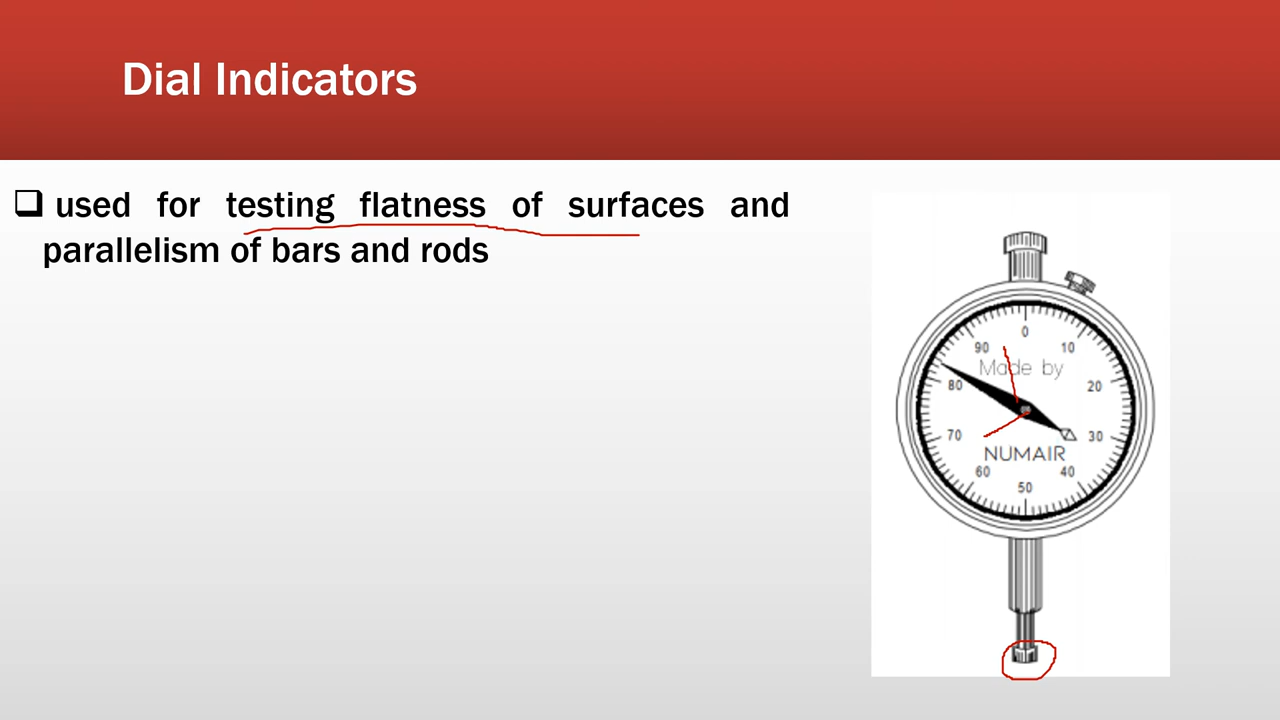 Dial Indicators
❑ used for testing flatness of surfaces and
parallelism of bars and rods
0
90 10
Made by
80 20
70 30
NUMAIR
60 40
50